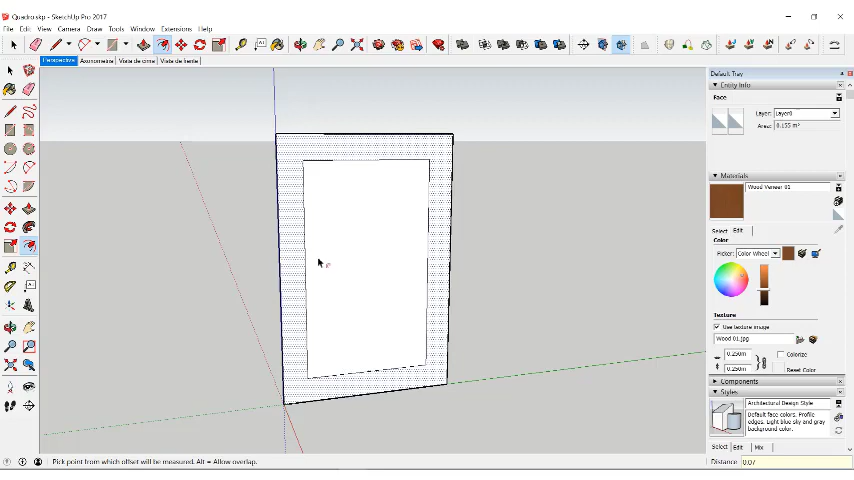 Quadro.skp - SketchUp Pro 2017
File Edit View Camera Draw Tools Window Extensions Help
Perspectiva Axonometria Vista de cima Vista de frente
Default Tray
Entity Info
Face
Layer: Layer0
Area: 0.155 m²
Materials
Wood Veneer 01
Select Edit
Color
Picker: Color Wheel
Texture
Use texture image
Wood 01.jpg
0.250m Colorize
0.250m Reset Color
Components
Styles
Architectural Design Style
Default face colors. Profile
edges. Light blue sky and gray
background color.
Select Edit Mix
Pick point from which offset will be measured. Alt = Allow overlap.
Distance 0.07